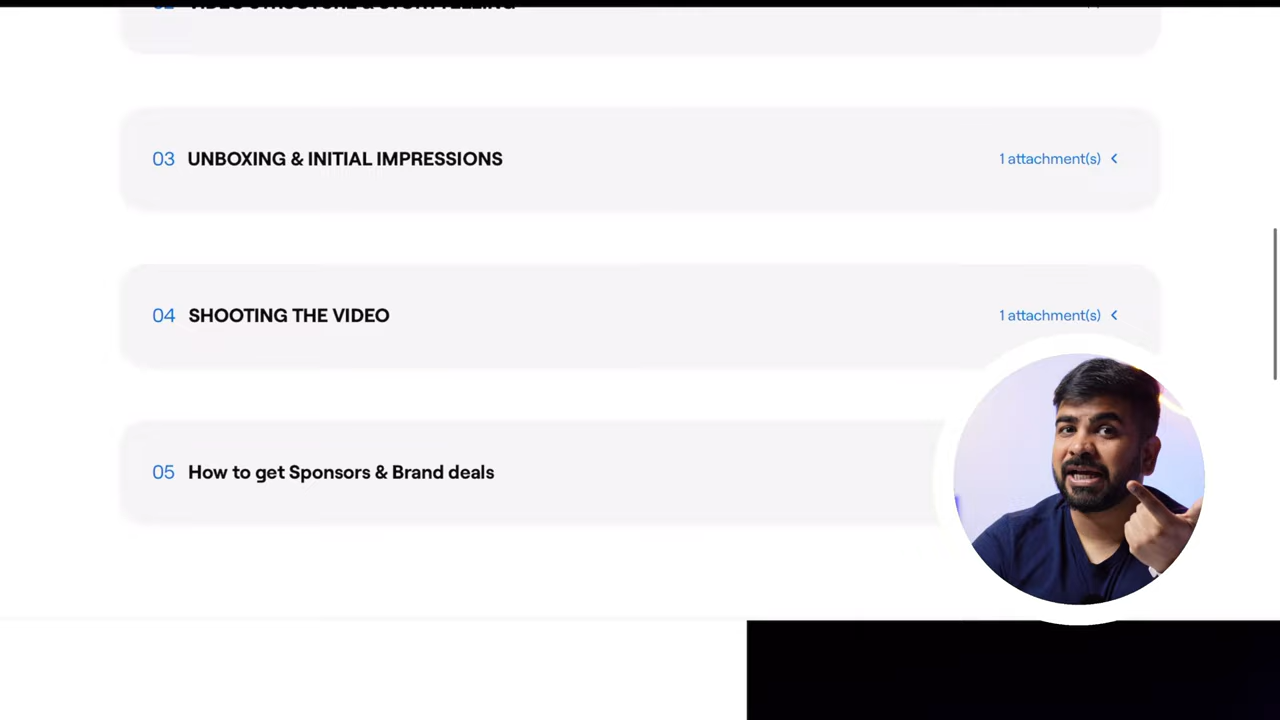 03 UNBOXING & INITIAL IMPRESSIONS 1 attachment(s)
04 SHOOTING THE VIDEO 1 attachment(s)
05 How to get Sponsors & Brand deals